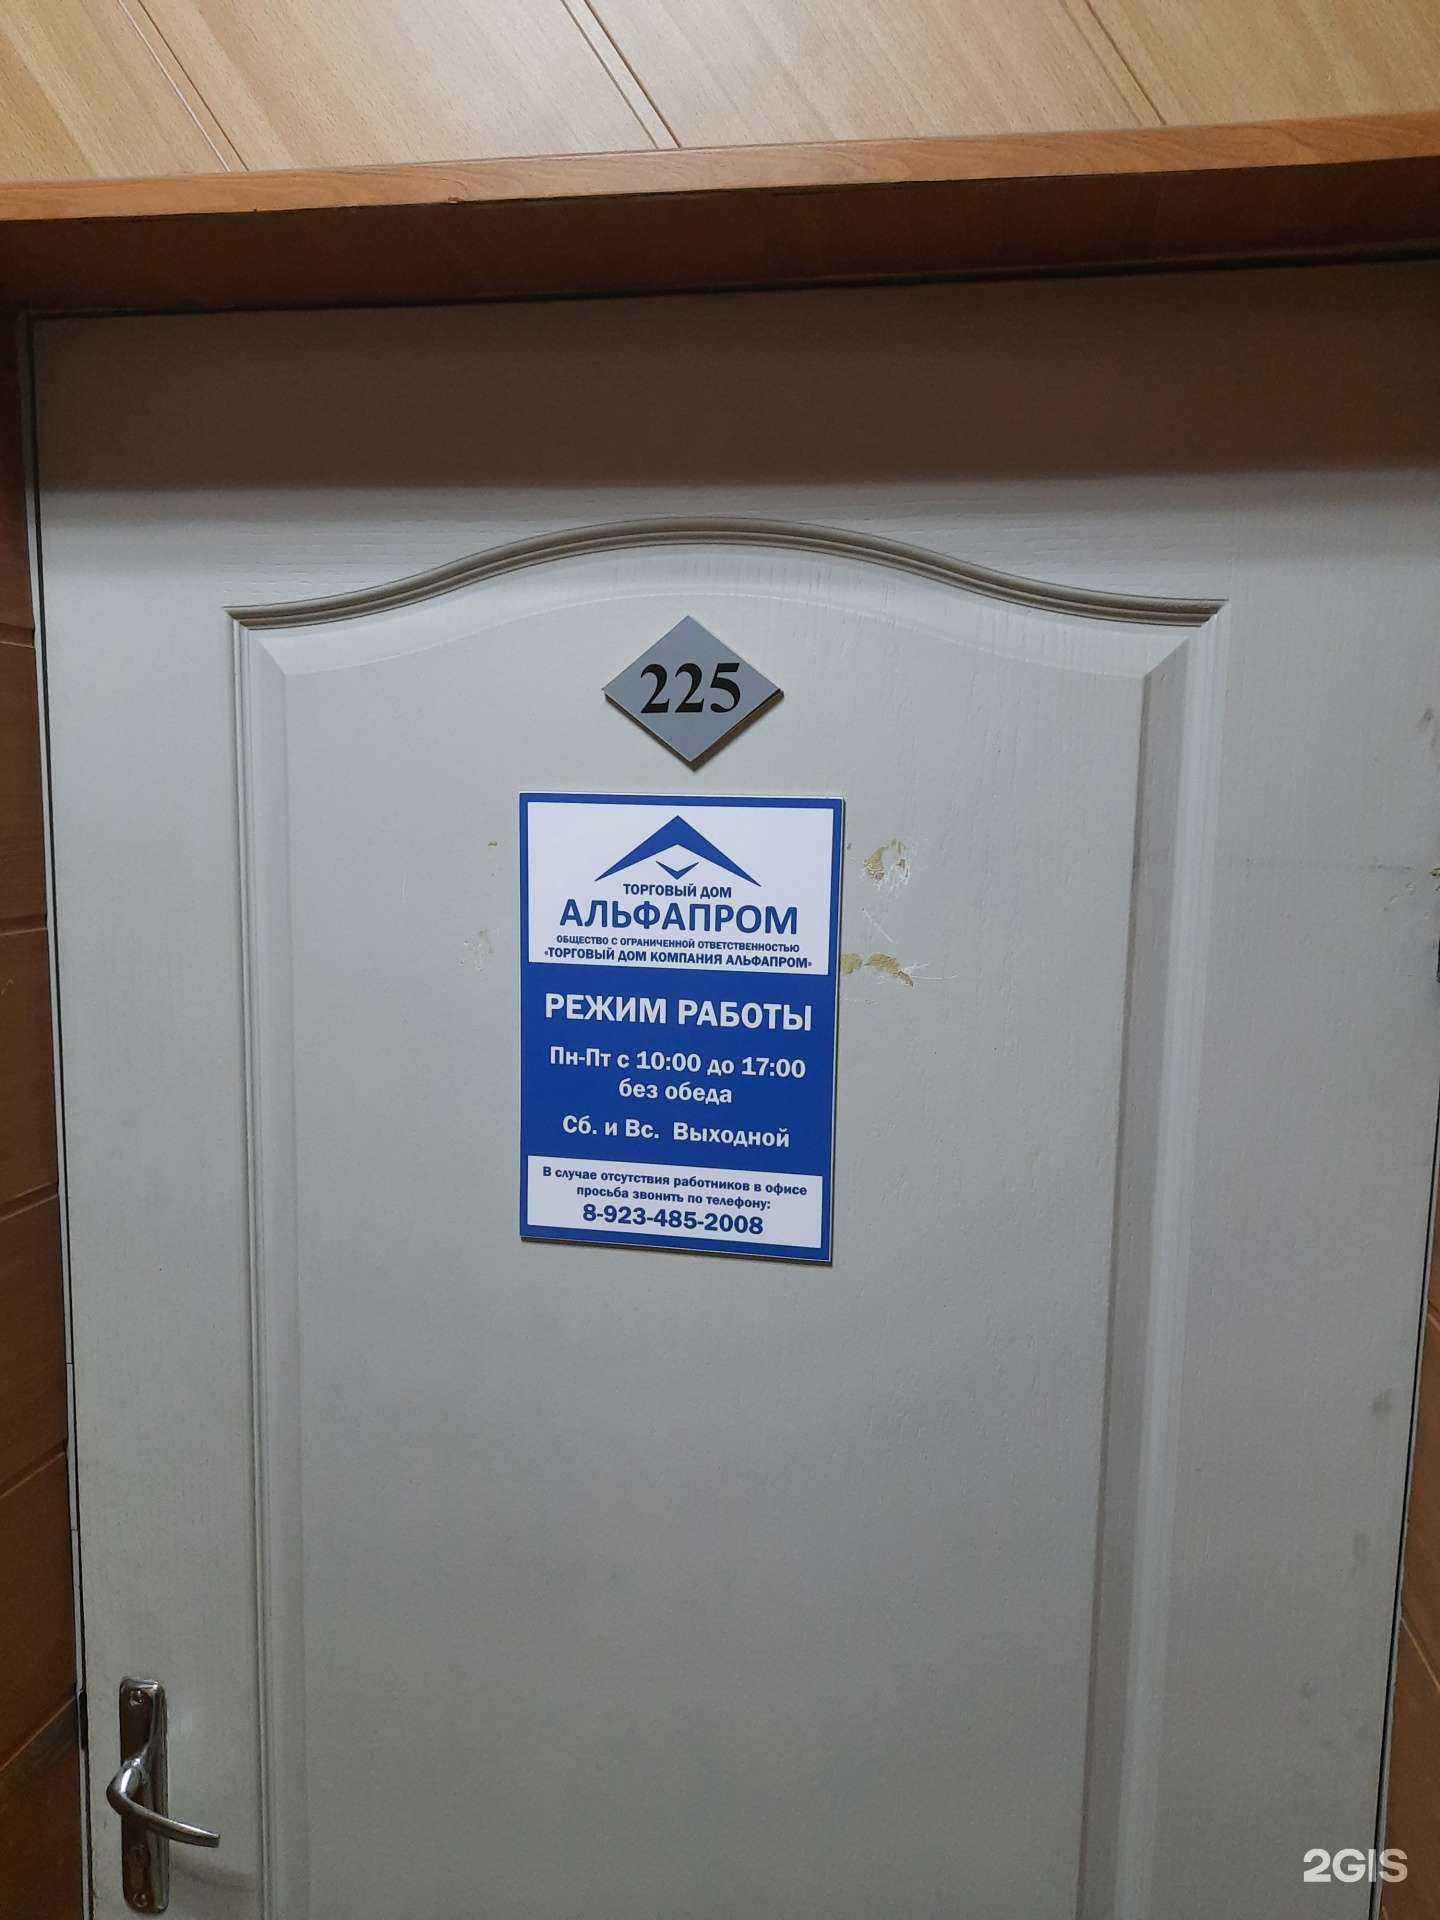 225
ТОРГОВЫЙ ДОМ
АЛЬФАПРОМ
ОБЩЕСТВО С ОГРАНИЧЕННОЙ ОТВЕТСТВЕННОСТЬЮ
«ТОРГОВЫЙ ДОМ КОМПАНИЯ АЛЬФАПРОМ»
РЕЖИМ РАБОТЫ
Пн-Пт с 10:00 до 17:00
без обеда
Сб. и Вс. Выходной
В случае отсутствия работников в офисе
просьба звонить по телефону:
8-923-485-2008
2GIS